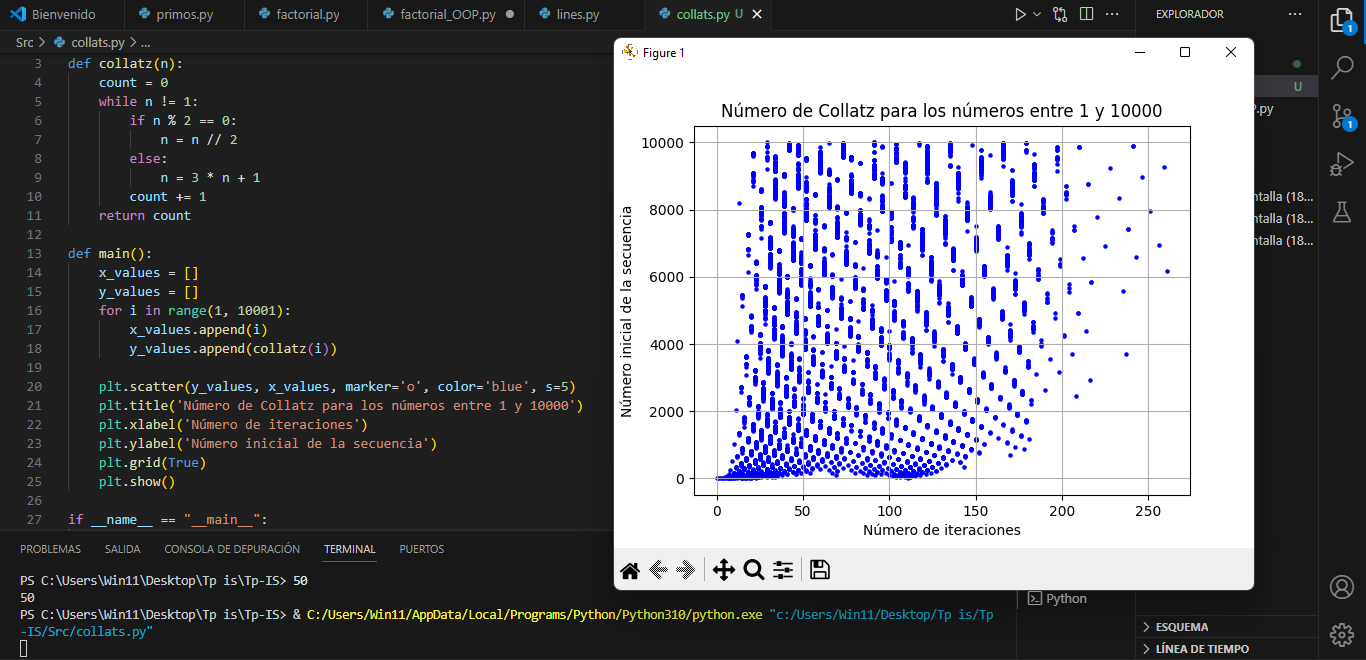 Bienvenido
primos.py
factorial.py
factorial_OOP.py
lines.py
collats.py U
EXPLORADOR
Src > collats.py > ...
3 def collatz(n):
4 count = 0
5 while n != 1:
6 if n % 2 == 0:
7 n = n // 2
8 else:
9 n = 3 * n + 1
10 count += 1
11 return count
12
13 def main():
14 x_values = []
15 y_values = []
16 for i in range(1, 10001):
17 x_values.append(i)
18 y_values.append(collatz(i))
19
20 plt.scatter(y_values, x_values, marker='o', color='blue', s=5)
21 plt.title('Número de Collatz para los números entre 1 y 10000')
22 plt.xlabel('Número de iteraciones')
23 plt.ylabel('Número inicial de la secuencia')
24 plt.grid(True)
25 plt.show()
26
27 if __name__ == "__main__":
Figure 1
Número de Collatz para los números entre 1 y 10000
Número inicial de la secuencia
10000
8000
6000
4000
2000
0
0 50 100 150 200 250
Número de iteraciones
1
1
U
.py
ntalla (18...
ntalla (18...
ntalla (18...
PROBLEMAS SALIDA CONSOLA DE DEPURACIÓN TERMINAL PUERTOS
PS C:\Users\Win11\Desktop\Tp is\Tp-IS> 50
50
PS C:\Users\Win11\Desktop\Tp is\Tp-IS> & C:/Users/Win11/AppData/Local/Programs/Python/Python310/python.exe "c:/Users/Win11/Desktop/Tp is/Tp
-IS/Src/collats.py"
Python
ESQUEMA
LÍNEA DE TIEMPO